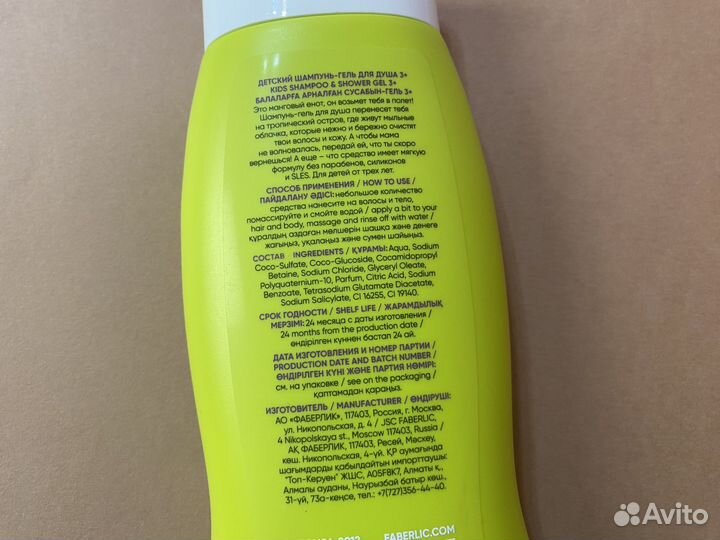 ДЕТСКИЙ ШАМПУНЬ-ГЕЛЬ ДЛЯ ДУША 3+
KIDS SHAMPOO & SHOWER GEL 3+
БАЛАЛАРҒА АРНАЛҒАН СУСАБЫН-ГЕЛЬ 3+
Это манговый енот, он возьмет тебя в полет!
Шампунь-гель для душа перенесет тебя
на тропический остров, где живут мыльные
облачка, которые нежно и бережно очистят
твои волосы и кожу. А чтобы мама
не волновалась, передай ей, что ты скоро
вернешься! А еще – что средство имеет мягкую
формулу без парабенов, силиконов
и SLES. Для детей от трех лет.
СПОСОБ ПРИМЕНЕНИЯ / HOW TO USE /
ПАЙДАЛАНУ ӘДІСІ: небольшое количество
средства нанесите на волосы и тело,
помассируйте и смойте водой / apply a bit to your
hair and body, massage and rinse off with water /
құралдың аздаған мөлшерін шашқа және денеге
жағыңыз, уқалаңыз және сумен шайыңыз.
СОСТАВ INGREDIENTS / ҚҰРАМЫ: Aqua, Sodium
Coco-Sulfate, Coco-Glucoside, Cocamidopropyl
Betaine, Sodium Chloride, Glyceryl Oleate,
Polyquaternium-10, Parfum, Citric Acid, Sodium
Benzoate, Tetrasodium Glutamate Diacetate,
Sodium Salicylate, CI 16255, CI 19140.
СРОК ГОДНОСТИ / SHELF LIFE / ЖАРАМДЫЛЫҚ
МЕРЗІМІ: 24 месяца с даты изготовления /
24 months from the production date /
өндірілген күннен бастап 24 ай.
ДАТА ИЗГОТОВЛЕНИЯ И НОМЕР ПАРТИИ /
PRODUCTION DATE AND BATCH NUMBER /
ӨНДІРІЛГЕН КҮНІ ЖӘНЕ ПАРТИЯ НӨМІРІ:
см. на упаковке / see on the packaging /
қаптамадан қараңыз.
ИЗГОТОВИТЕЛЬ / MANUFACTURER / ӨНДІРУШІ:
АО «ФАБЕРЛИК», 117403, Россия, г. Москва,
ул. Никопольская, д. 4 / JSC FABERLIC,
4 Nikopolskaya st., Moscow 117403, Russia /
АҚ ФАБЕРЛИК, 117403, Ресей, Мәскеу,
көш. Никопольская, 4-үй. ҚР аумағында
шағымдарды қабылдайтын импорттаушы:
"Топ-Керуен" ЖШС, A05F8K7, Алматы қ.,
Алмалы ауданы, Наурызбай батыр көш.,
31-үй, 73а-кеңсе, тел.: +7(727)356-44-40.
FABERLIC.COM
Avito